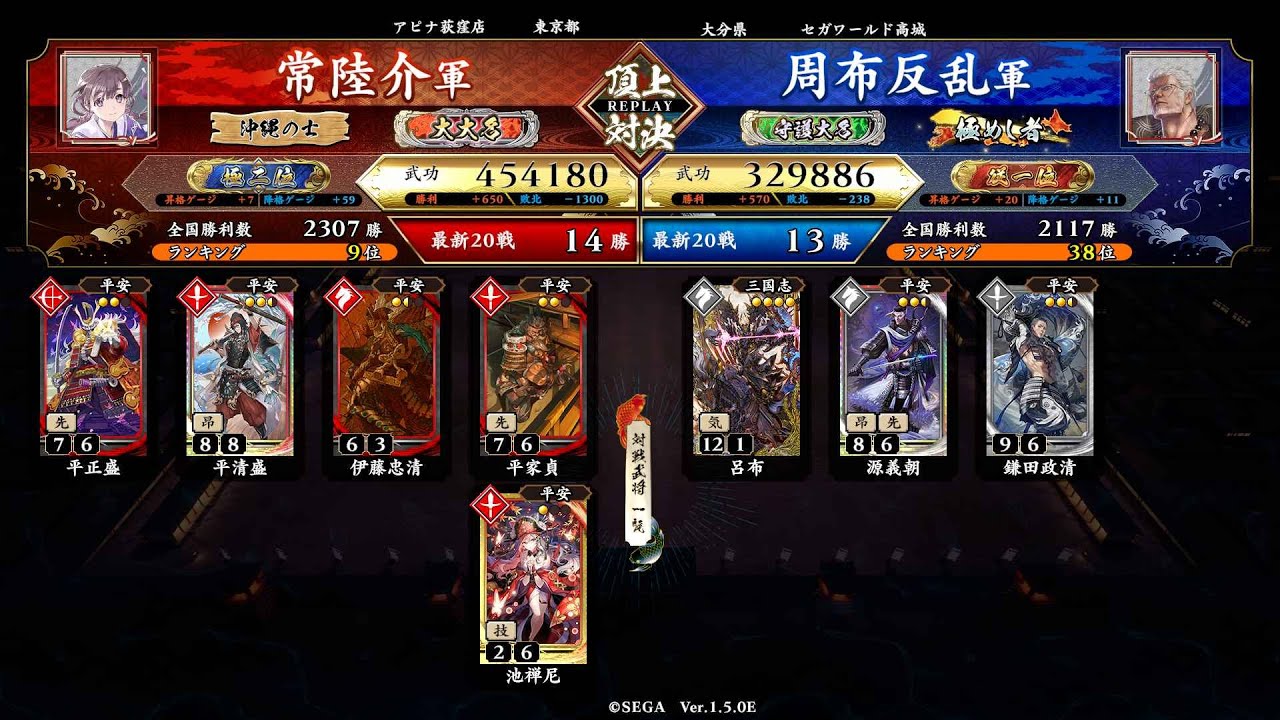 アピナ荻窪店 東京都
大分県 セガワールド高城
常陸介軍
頂上
REPLAY
対決
周布反乱軍
沖縄の士
大大名
守護大名
極めし者
極二位
武功 454180
勝利 +650 敗北 -1300
武功 329886
勝利 +570 敗北 -238
昇格ゲージ +7 降格ゲージ +59
昇格ゲージ +20 降格ゲージ +11
全国勝利数 2307勝
ランキング 9位
最新20戦 14勝
最新20戦 13勝
全国勝利数 2117勝
ランキング 38位
平安
先
7 6
平正盛
平安
昴
8 8
平清盛
平安
6 3
伊藤忠清
平安
先
7 6
平家貞
三国志
気
12 1
呂布
平安
昴 先
8 6
源義朝
平安
9 6
鎌田政清
対戦武将一覧
平安
技
2 6
池禅尼
©SEGA Ver.1.5.0E